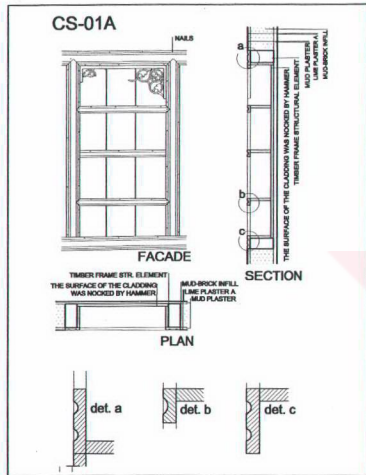 CS-01A
NAILS
FACADE
a
b
c
MUD PLASTER
LIME PLASTER A
MUD-BRICK INFILL
TIMBER FRAME STRUCTURAL ELEMENT
THE SURFACE OF THE CLADDING WAS NOCKED BY HAMMER
SECTION
TIMBER FRAME STR. ELEMENT
THE SURFACE OF THE CLADDING
WAS NOCKED BY HAMMER
MUD-BRICK INFILL
LIME PLASTER A
MUD PLASTER
PLAN
det. a
det. b
det. c